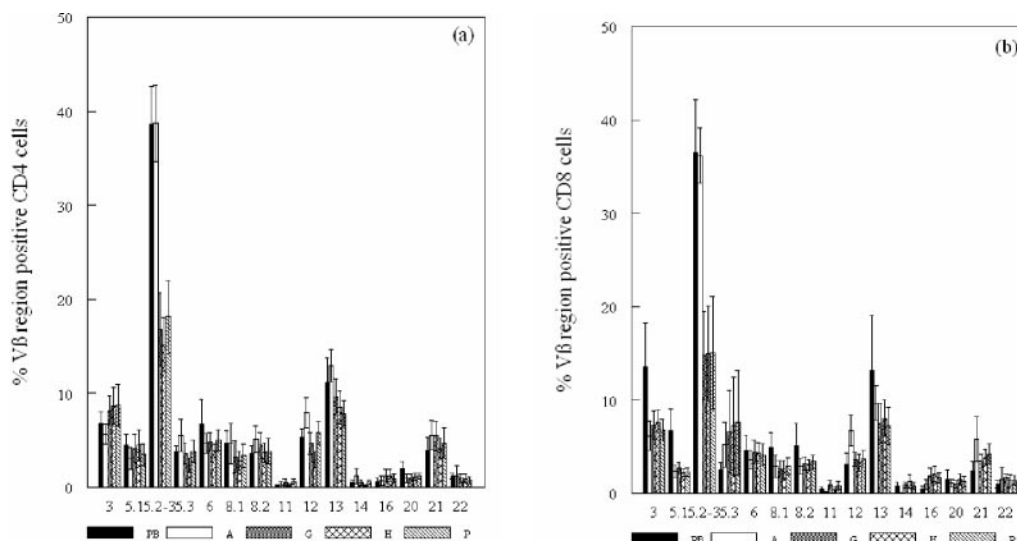 (a)
% Vβ region positive CD4 cells
50
40
30
20
10
0
3 5.1 5.2-3 5.3 6 8.1 8.2 11 12 13 14 16 20 21 22
PB A G H P
(b)
% Vβ region positive CD8 cells
50
40
30
20
10
0
3 5.1 5.2-3 5.3 6 8.1 8.2 11 12 13 14 16 20 21 22
PB A G H P